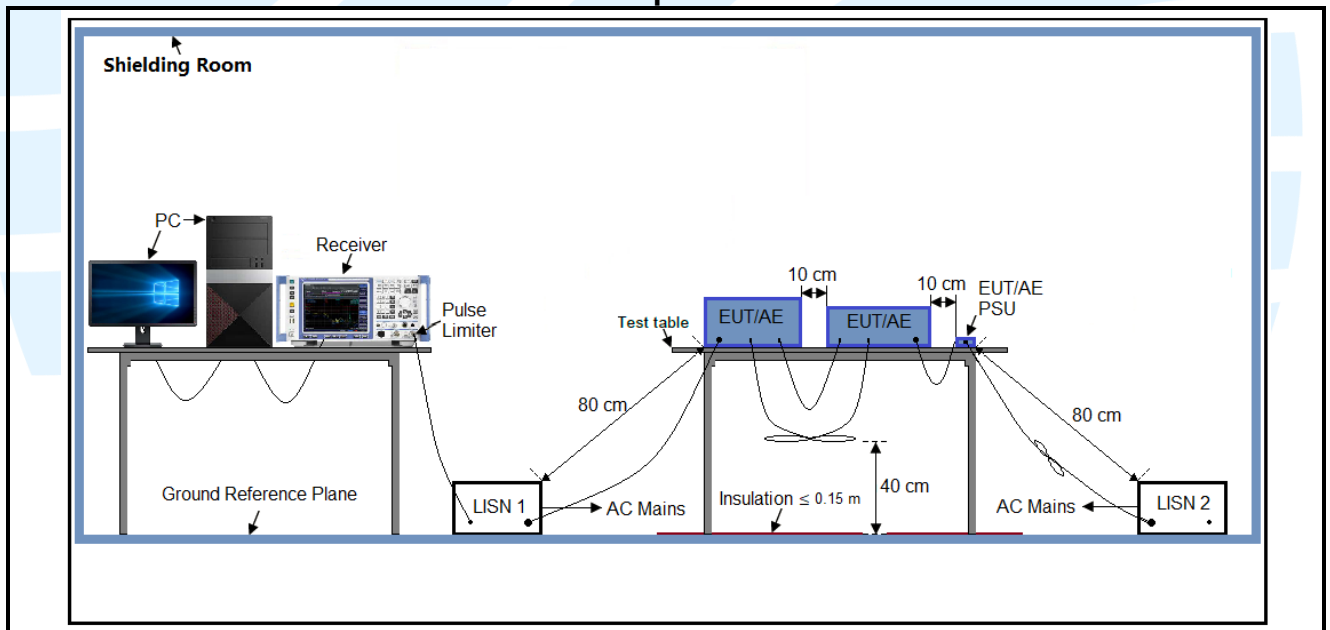 Shielding Room
PC
Receiver
Pulse
Limiter
10 cm
10 cm
EUT/AE
PSU
Test table
EUT/AE
EUT/AE
80 cm
80 cm
40 cm
Ground Reference Plane
LISN 1
AC Mains
Insulation ≤ 0.15 m
AC Mains
LISN 2